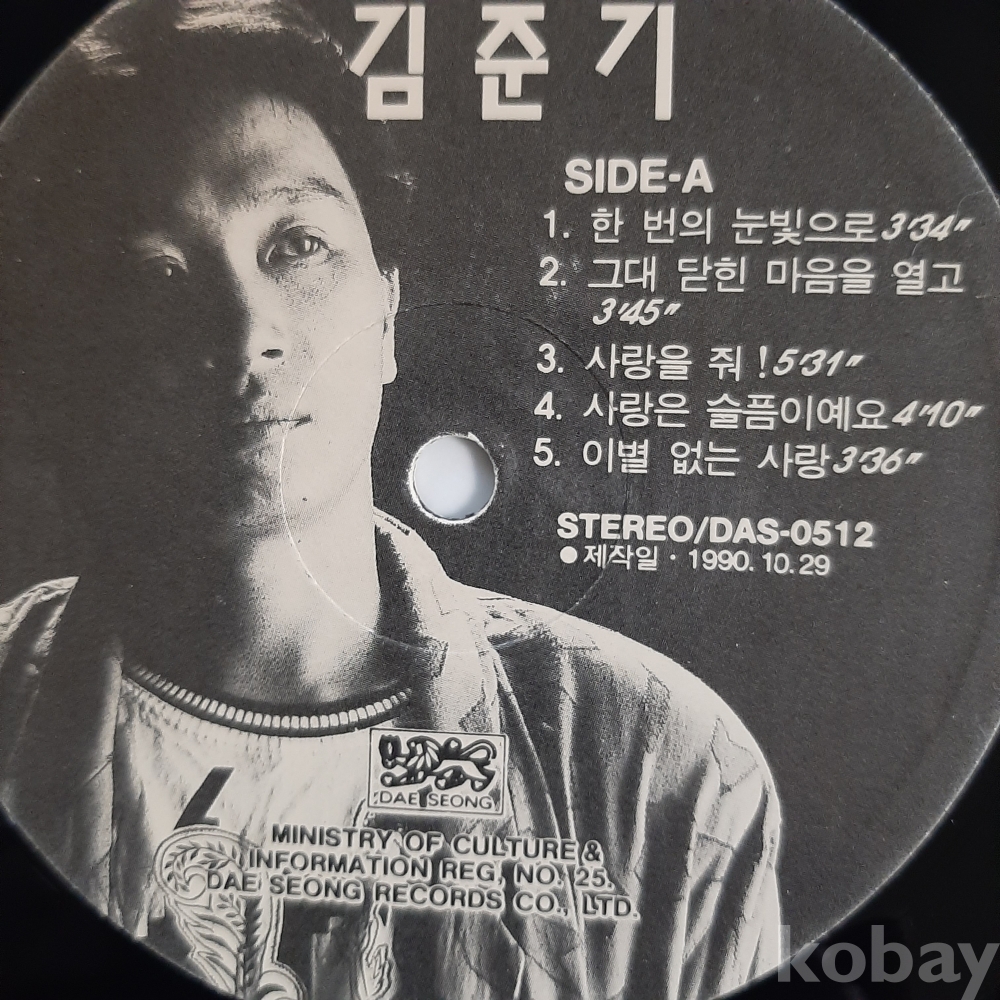 김준기
SIDE-A
1. 한 번의 눈빛으로 3'34"
2. 그대 닫힌 마음을 열고
3'45"
3. 사랑을 줘 ! 5'31"
4. 사랑은 슬픔이예요 4'10"
5. 이별 없는 사랑 3'36"
STEREO/DAS-0512
● 제작일 · 1990. 10. 29
DAE SEONG
MINISTRY OF CULTURE &
INFORMATION REG, NO. 25.
DAE SEONG RECORDS CO., LTD.
kobay